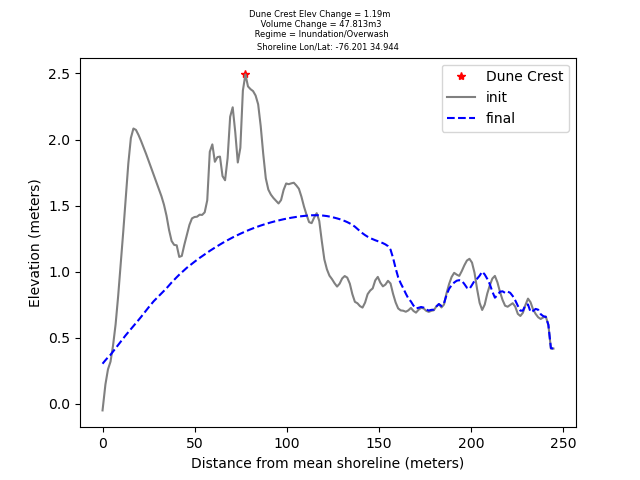 Dune Crest Elev Change = 1.19m
Volume Change = 47.813m3
Regime = Inundation/Overwash
Shoreline Lon/Lat: -76.201 34.944
Dune Crest
init
final
2.5
2.0
1.5
1.0
0.5
0.0
Elevation (meters)
0 50 100 150 200 250
Distance from mean shoreline (meters)